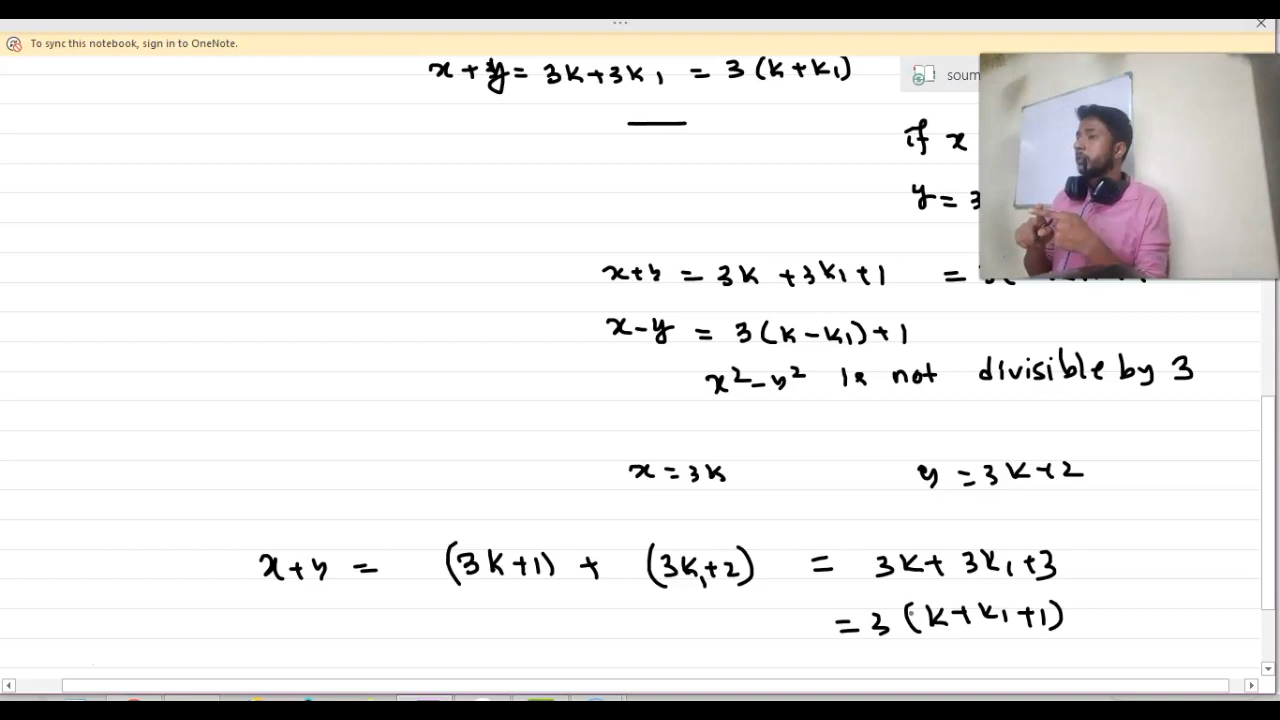 To sync this notebook, sign in to OneNote.
x + y = 3k + 3k₁ = 3 (k + k₁)
soum
if x
y = 3
x + y = 3k + 3k₁ + 1 =
x - y = 3(k - k₁) + 1
x² - y² is not divisible by 3
x = 3k y = 3k + 2
x + y = (3k + 1) + (3k₁ + 2) = 3k + 3k₁ + 3
= 3 (k + k₁ + 1)